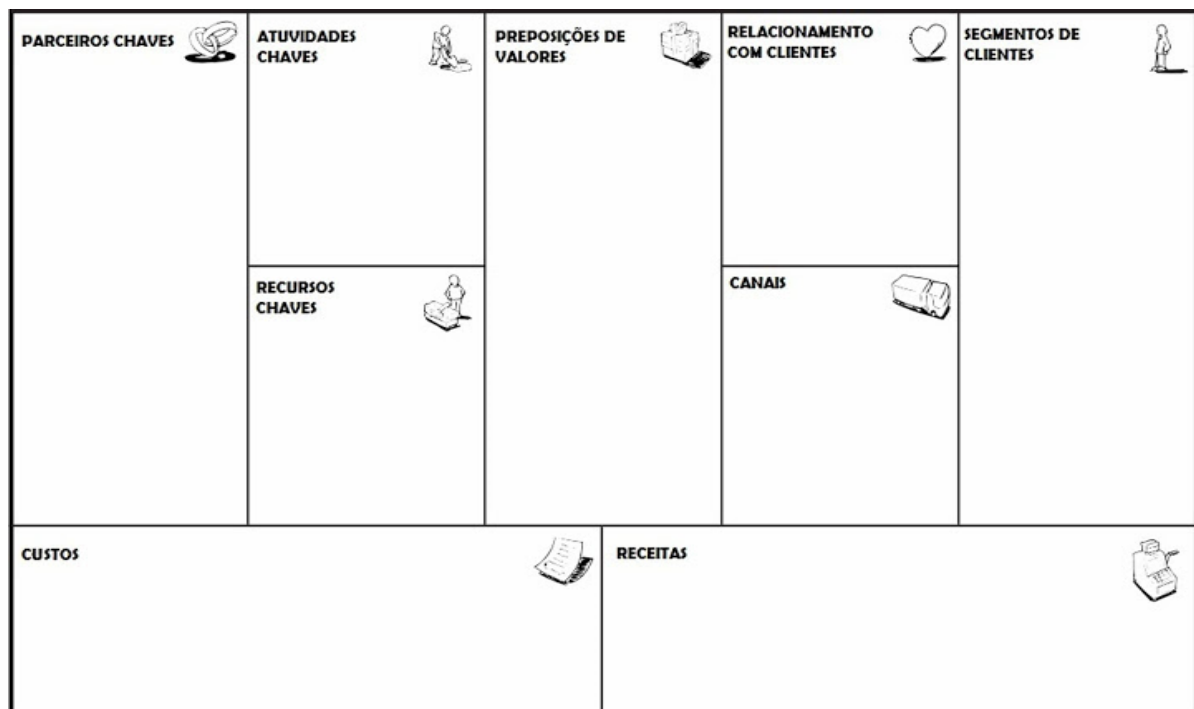 PARCEIROS CHAVES
ATUVIDADES
CHAVES
PREPOSIÇÕES DE
VALORES
RELACIONAMENTO
COM CLIENTES
SEGMENTOS DE
CLIENTES
RECURSOS
CHAVES
CANAIS
CUSTOS
RECEITAS